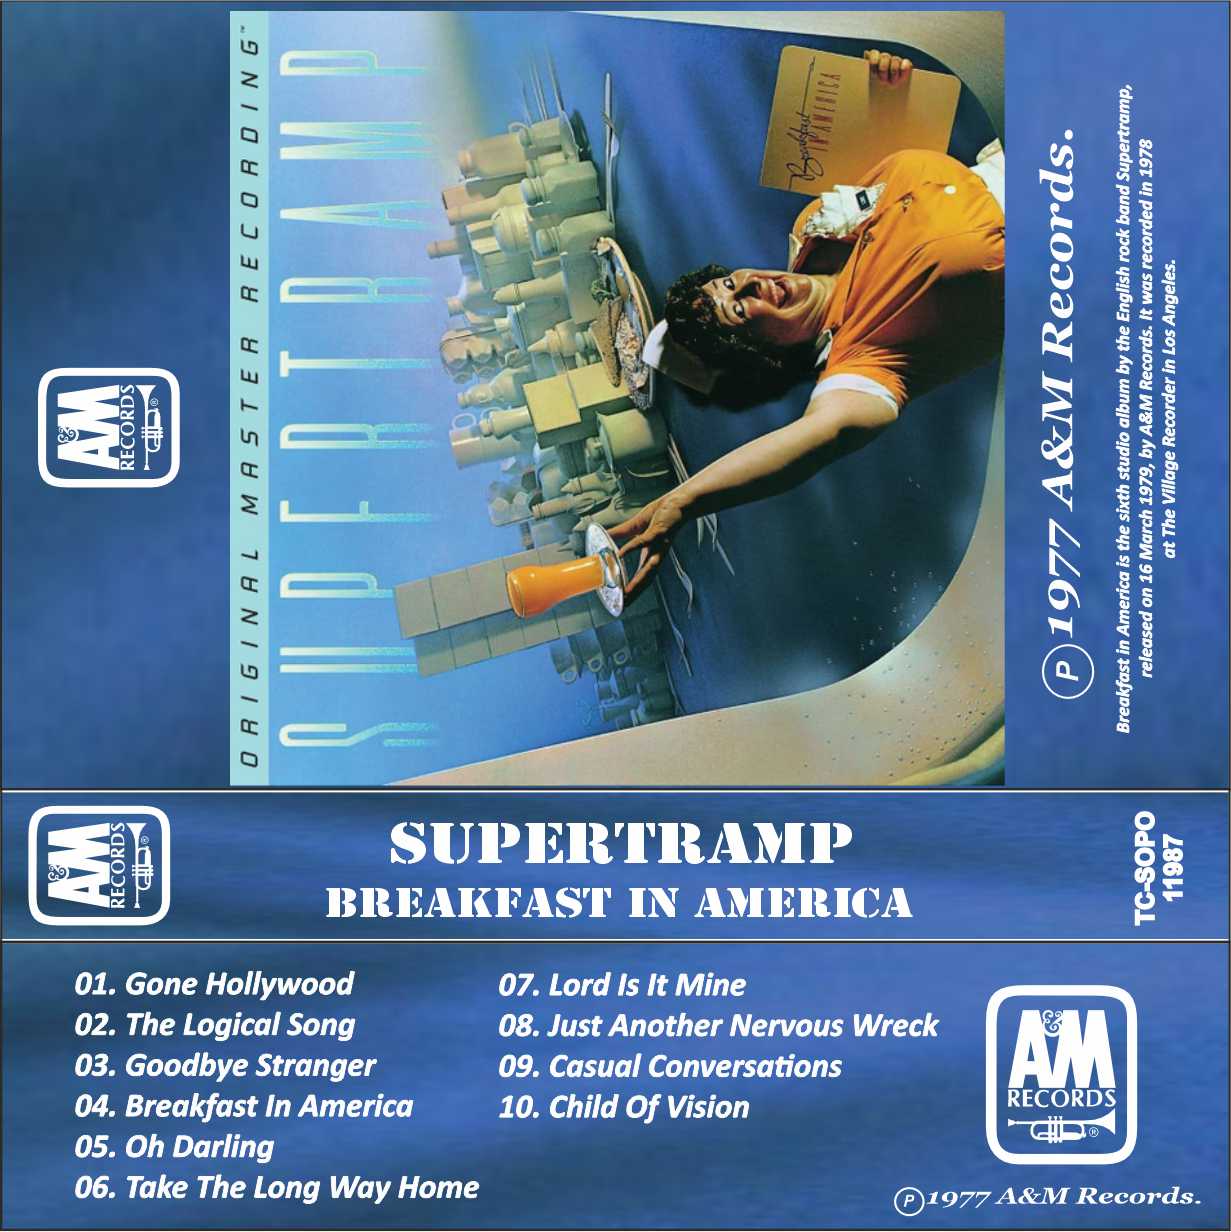 ORIGINAL MASTER RECORDING™
SUPERTRAMP
Breakfast
IN AMERICA
A&M
RECORDS
®
℗ 1977 A&M Records.
Breakfast in America is the sixth studio album by the English rock band Supertramp,
released on 16 March 1979, by A&M Records. It was recorded in 1978
at The Village Recorder in Los Angeles.
A&M
RECORDS
®
SUPERTRAMP
BREAKFAST IN AMERICA
TC-SOPO
11987
01. Gone Hollywood
02. The Logical Song
03. Goodbye Stranger
04. Breakfast In America
05. Oh Darling
06. Take The Long Way Home
07. Lord Is It Mine
08. Just Another Nervous Wreck
09. Casual Conversations
10. Child Of Vision
A&M
RECORDS
®
℗ 1977 A&M Records.